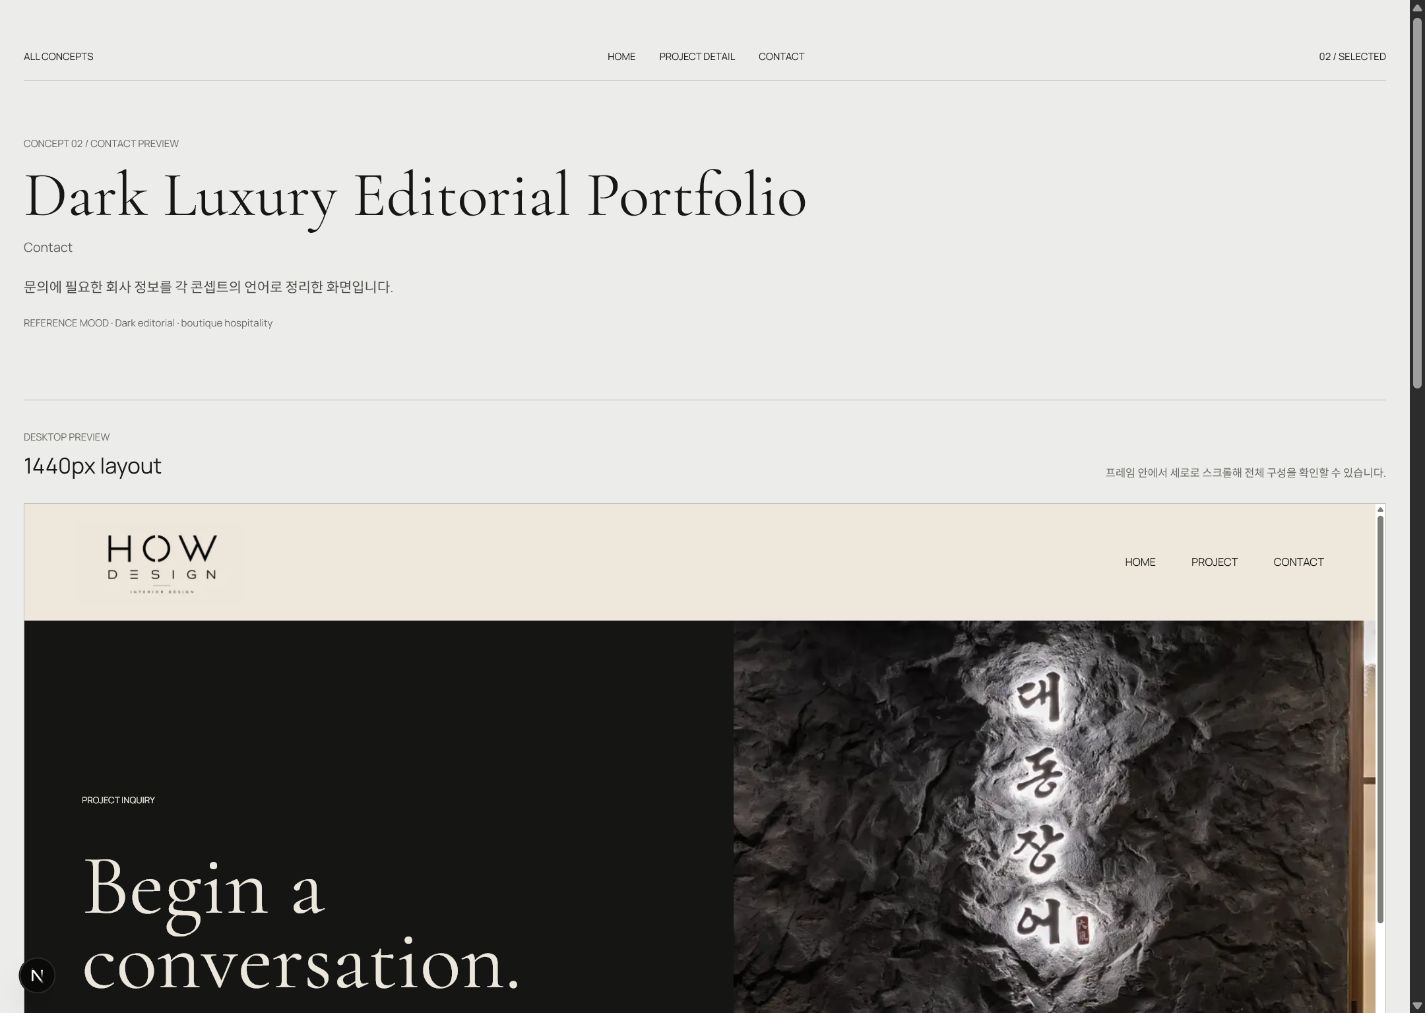 ALL CONCEPTS
HOME PROJECT DETAIL CONTACT
02 / SELECTED
CONCEPT 02 / CONTACT PREVIEW
Dark Luxury Editorial Portfolio
Contact
문의에 필요한 회사 정보를 각 콘셉트의 언어로 정리한 화면입니다.
REFERENCE MOOD · Dark editorial · boutique hospitality
DESKTOP PREVIEW
1440px layout
프레임 안에서 세로로 스크롤해 전체 구성을 확인할 수 있습니다.
HOW
DESIGN
INTERIOR DESIGN
HOME PROJECT CONTACT
PROJECT INQUIRY
Begin a
conversation.
대
동
장
어
N